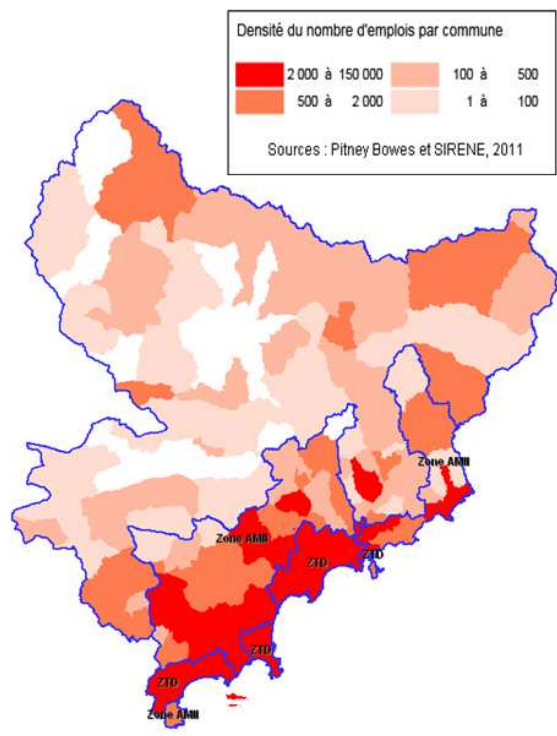 Densité du nombre d'emplois par commune
2 000 à 150 000 100 à 500
500 à 2 000 1 à 100
Sources : Pitney Bowes et SIRENE, 2011
Zone AMII
Zone AMII
ZTD
ZTD
ZTD
ZTD
Zone AMII